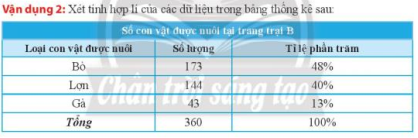 Vận dụng 2: Xét tính hợp lí của các dữ liệu trong bảng thống kê sau:
Số con vật được nuôi tại trang trại B
Loại con vật được nuôi Số lượng Tỉ lệ phần trăm
Bò 173 48%
Lợn 144 40%
Gà 43 13%
Tổng 360 100%
Chân trời sáng tạo